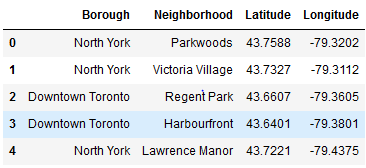 Borough Neighborhood Latitude Longitude
0 North York Parkwoods 43.7588 -79.3202
1 North York Victoria Village 43.7327 -79.3112
2 Downtown Toronto Regent Park 43.6607 -79.3605
3 Downtown Toronto Harbourfront 43.6401 -79.3801
4 North York Lawrence Manor 43.7221 -79.4375